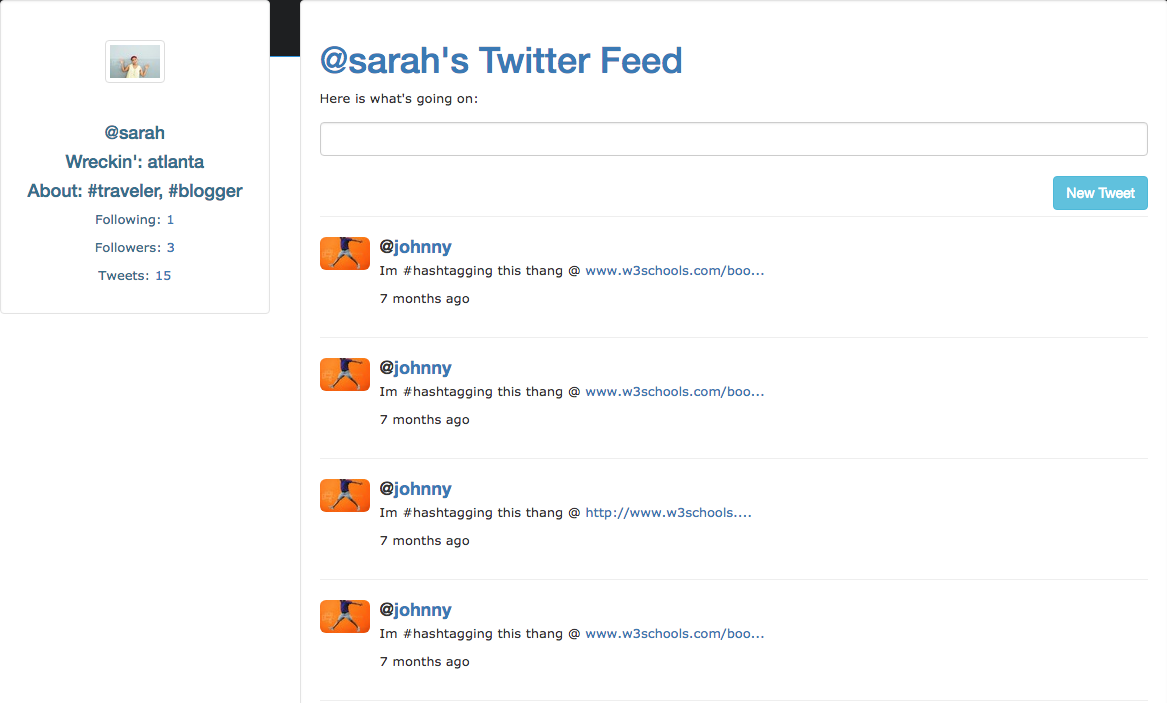 @sarah
Wreckin': atlanta
About: #traveler, #blogger
Following: 1
Followers: 3
Tweets: 15
@sarah's Twitter Feed
Here is what's going on:
New Tweet
@johnny
Im #hashtagging this thang @ www.w3schools.com/boo...
7 months ago
@johnny
Im #hashtagging this thang @ www.w3schools.com/boo...
7 months ago
@johnny
Im #hashtagging this thang @ http://www.w3schools....
7 months ago
@johnny
Im #hashtagging this thang @ www.w3schools.com/boo...
7 months ago